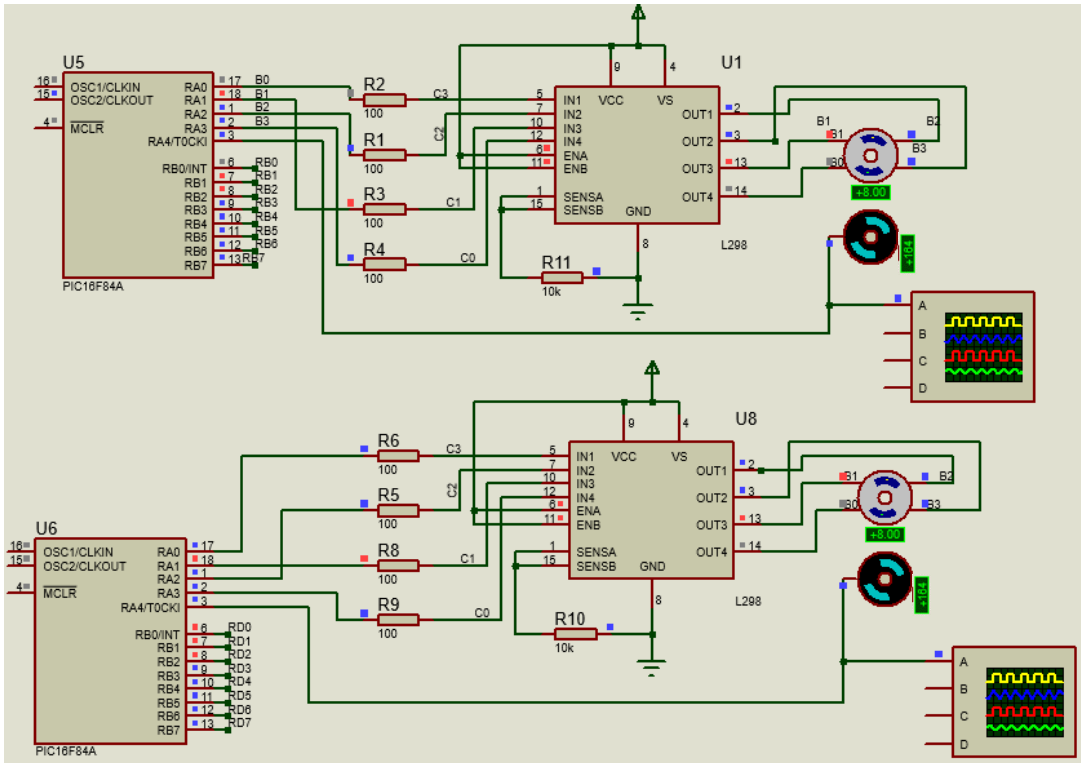 U5
16 OSC1/CLKIN RA0 17 B0
15 OSC2/CLKOUT RA1 18 B1
RA2 1 B2
4 MCLR RA3 2 B3
RA4/T0CKI 3
RB0/INT 6 RB0
RB1 7 RB1
RB2 8 RB2
RB3 9 RB3
RB4 10 RB4
RB5 11 RB5
RB6 12 RB6
RB7 13 RB7
PIC16F84A
R2
100
R1
100
R3
100
R4
100
C3
C2
C1
C0
U1
9 4
VCC VS
5 IN1 OUT1 2
7 IN2
10 IN3 OUT2 3
12 IN4
6 ENA OUT3 13
11 ENB
1 SENSA OUT4 14
15 SENSB
GND
8
L298
R11
10k
B1 B2
B1
B0 B3
+8.00
+164
A
B
C
D
U6
16 OSC1/CLKIN RA0 17
15 OSC2/CLKOUT RA1 18
RA2 1
4 MCLR RA3 2
RA4/T0CKI 3
RB0/INT 6 RD0
RB1 7 RD1
RB2 8 RD2
RB3 9 RD3
RB4 10 RD4
RB5 11 RD5
RB6 12 RD6
RB7 13 RD7
PIC16F84A
R6
100
R5
100
R8
100
R9
100
C3
C2
C1
C0
U8
9 4
VCC VS
5 IN1 OUT1 2
7 IN2
10 IN3 OUT2 3
12 IN4
6 ENA OUT3 13
11 ENB
1 SENSA OUT4 14
15 SENSB
GND
8
L298
R10
10k
B1 B2
B0 B3
+8.00
+164
A
B
C
D